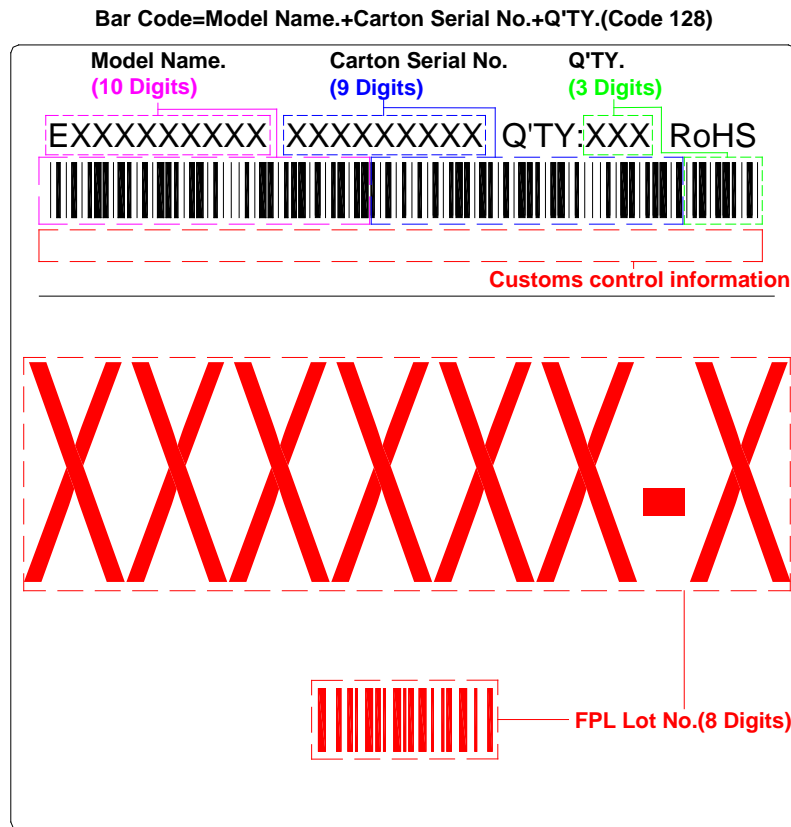 Bar Code=Model Name.+Carton Serial No.+Q'TY.(Code 128)
Model Name. Carton Serial No. Q'TY.
(10 Digits) (9 Digits) (3 Digits)
EXXXXXXXXX XXXXXXXXX Q'TY:XXX RoHS
Customs control information
XXXXXX-X
FPL Lot No.(8 Digits)